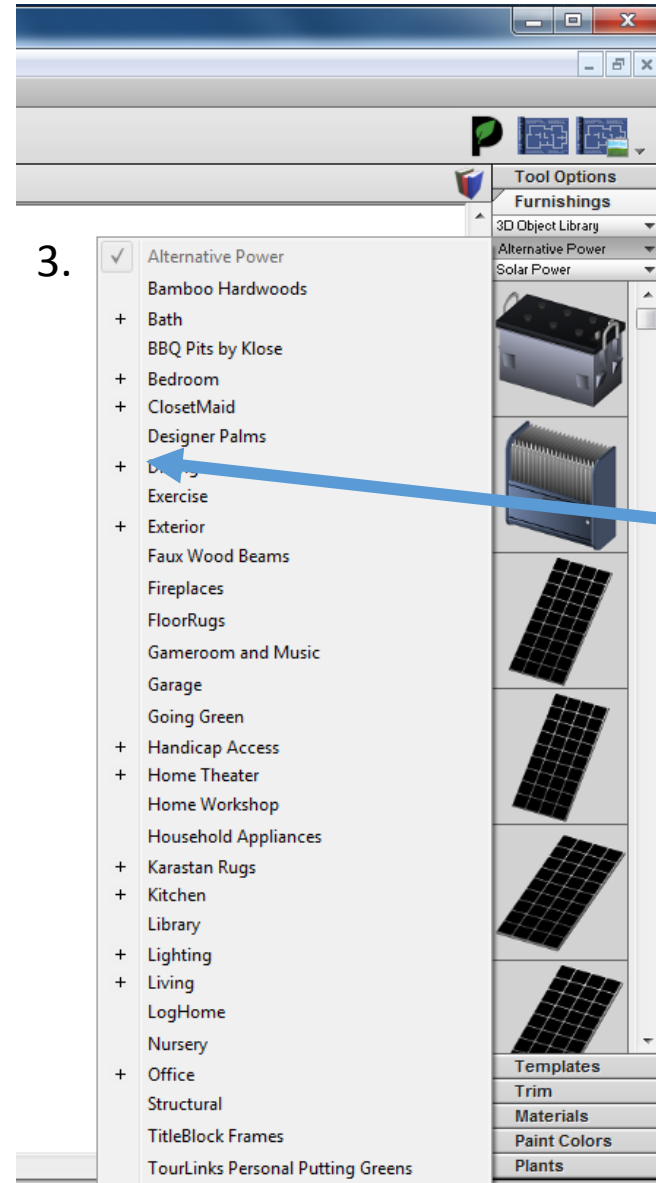 Tool Options
Furnishings
3D Object Library
Alternative Power
Solar Power
3.
✓ Alternative Power
Bamboo Hardwoods
+ Bath
BBQ Pits by Klose
+ Bedroom
+ ClosetMaid
Designer Palms
+
Exercise
+ Exterior
Faux Wood Beams
Fireplaces
FloorRugs
Gameroom and Music
Garage
Going Green
+ Handicap Access
+ Home Theater
Home Workshop
Household Appliances
+ Karastan Rugs
+ Kitchen
Library
+ Lighting
+ Living
LogHome
Nursery
+ Office
Structural
TitleBlock Frames
TourLinks Personal Putting Greens
Templates
Trim
Materials
Paint Colors
Plants